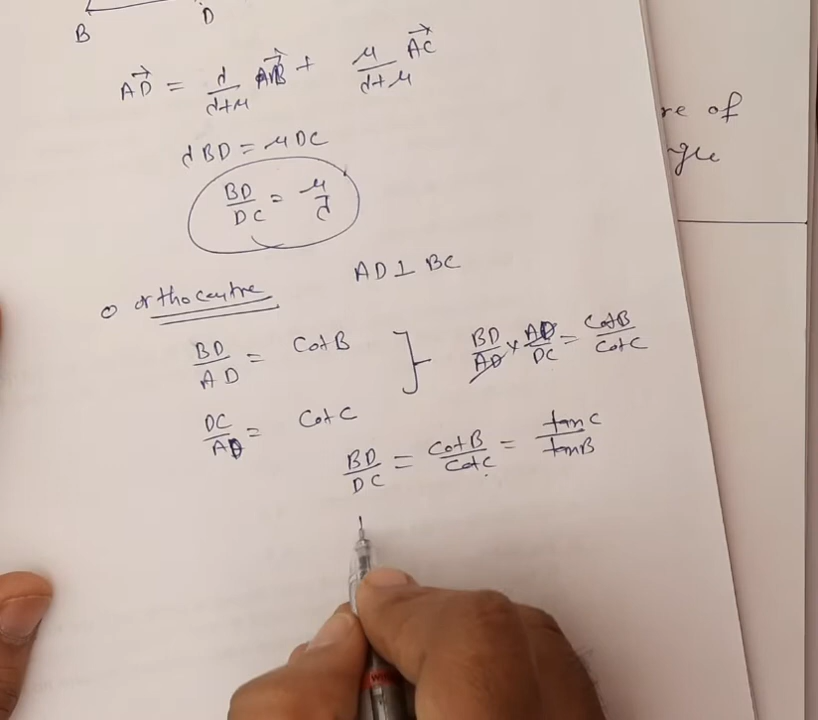 B D
AD = d/d+μ AB + μ/d+μ AC
dBD = μDC
BD/DC = μ/d
o orthocentre AD ⊥ BC
BD/AD = CotB } BD/AD × AD/DC = CotB/CotC
DC/AD = CotC
BD/DC = CotB/CotC = tanC/tanB
re of
ngle